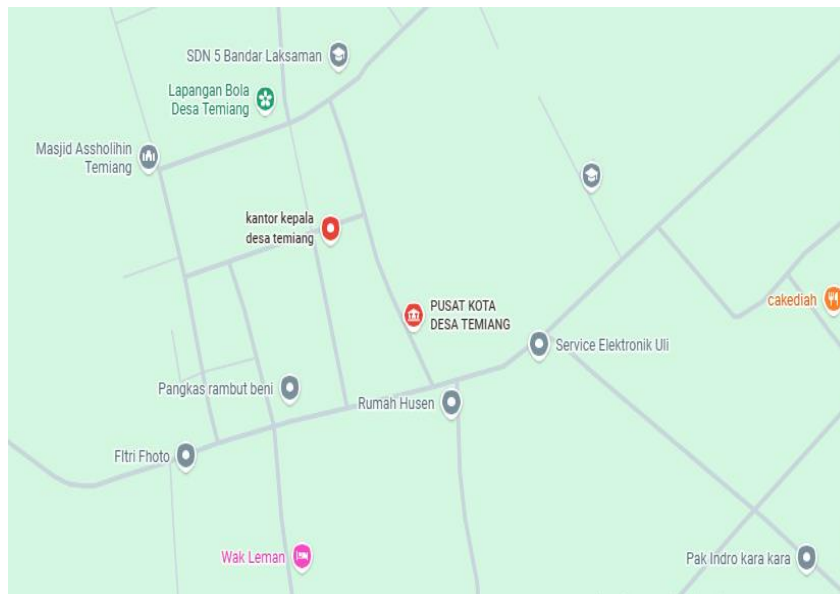 SDN 5 Bandar Laksaman
Lapangan Bola
Desa Temiang
Masjid Assholihin
Temiang
kantor kepala
desa temiang
PUSAT KOTA
DESA TEMIANG
cakediah
Service Elektronik Uli
Pangkas rambut beni
Rumah Husen
FItri Fhoto
Wak Leman
Pak Indro kara kara